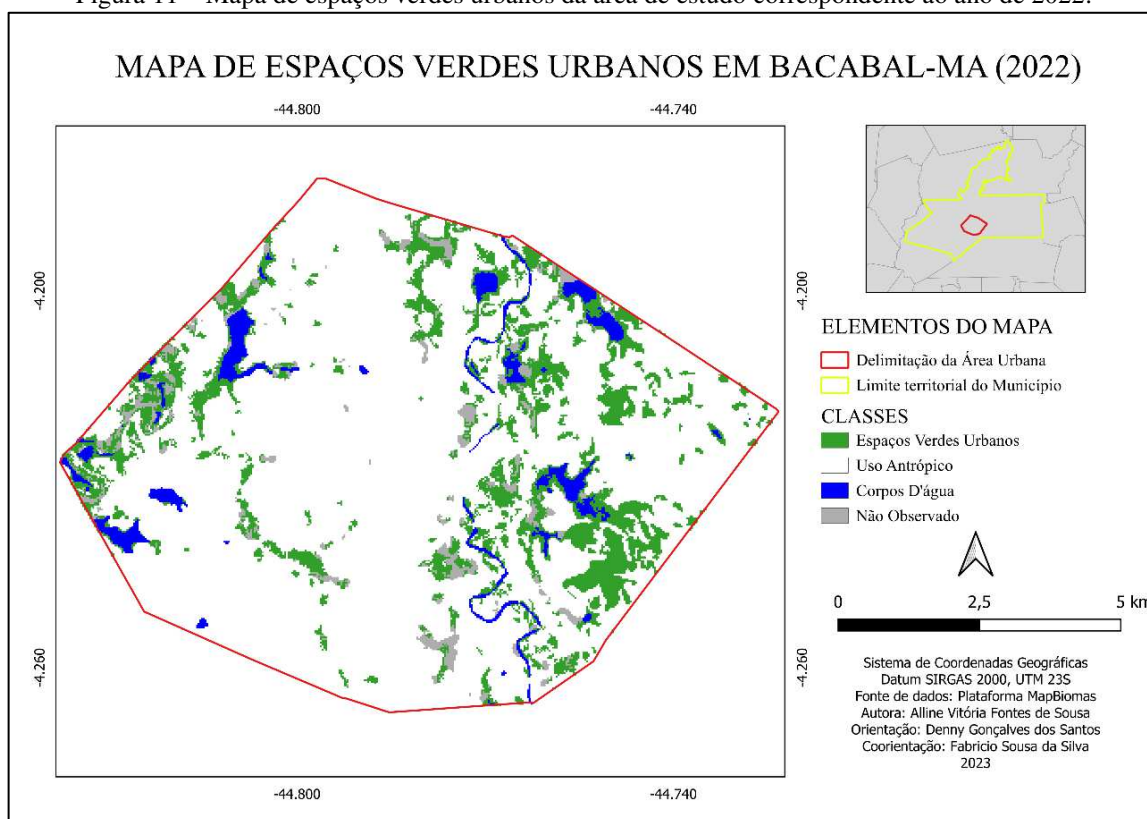 Figura 11 – Mapa de espaços verdes urbanos da área de estudo correspondente ao ano de 2022.
MAPA DE ESPAÇOS VERDES URBANOS EM BACABAL-MA (2022)
-44.800
-44.740
-4.200
-4.200
ELEMENTOS DO MAPA
Delimitação da Área Urbana
Limite territorial do Município
CLASSES
Espaços Verdes Urbanos
Uso Antrópico
Corpos D'água
Não Observado
0
2,5
5 km
-4.260
-4.260
Sistema de Coordenadas Geográficas
Datum SIRGAS 2000, UTM 23S
Fonte de dados: Plataforma MapBiomas
Autora: Alline Vitória Fontes de Sousa
Orientação: Denny Gonçalves dos Santos
Coorientação: Fabricio Sousa da Silva
2023
-44.800
-44.740